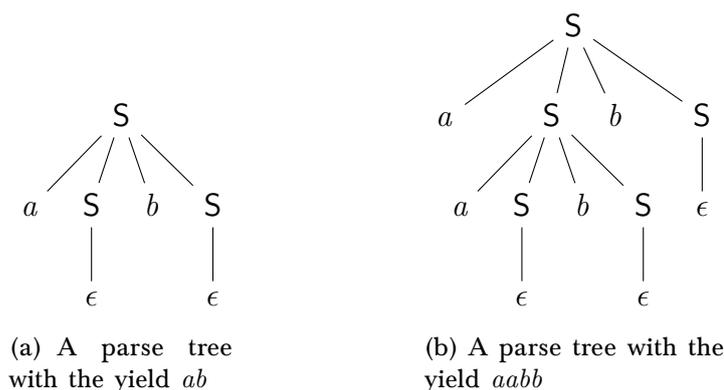 S
S
a
b
S
S
a
S
b
S
a
S
b
S
ϵ
ϵ
ϵ
ϵ
ϵ
(a) A parse tree
with the yield ab
(b) A parse tree with the
yield aabb